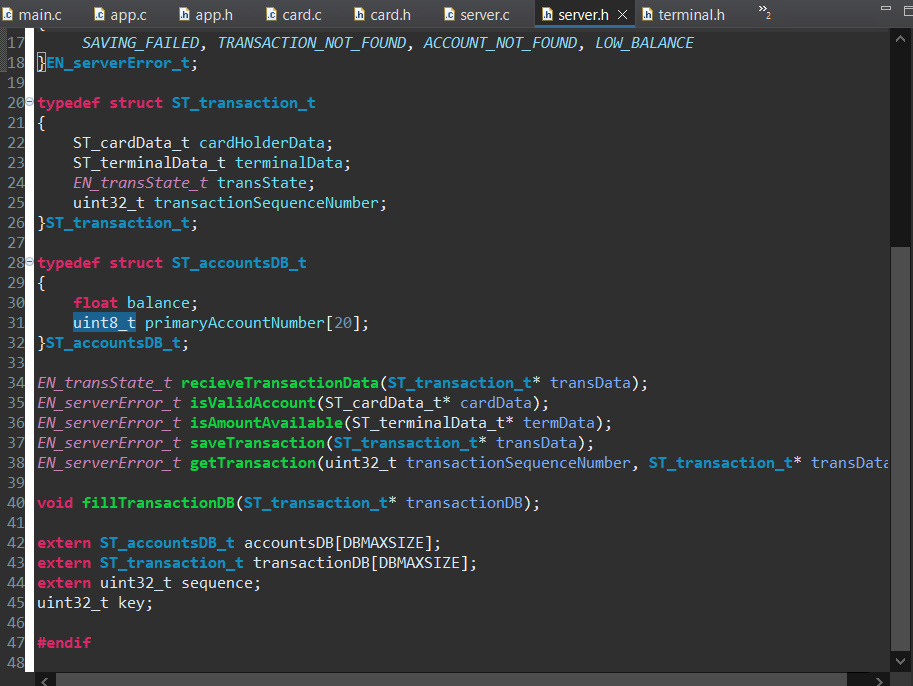 main.c app.c app.h card.c card.h server.c server.h terminal.h 2
17 SAVING_FAILED, TRANSACTION_NOT_FOUND, ACCOUNT_NOT_FOUND, LOW_BALANCE
18 }EN_serverError_t;
19
20 typedef struct ST_transaction_t
21 {
22 ST_cardData_t cardHolderData;
23 ST_terminalData_t terminalData;
24 EN_transState_t transState;
25 uint32_t transactionSequenceNumber;
26 }ST_transaction_t;
27
28 typedef struct ST_accountsDB_t
29 {
30 float balance;
31 uint8_t primaryAccountNumber[20];
32 }ST_accountsDB_t;
33
34 EN_transState_t recieveTransactionData(ST_transaction_t* transData);
35 EN_serverError_t isValidAccount(ST_cardData_t* cardData);
36 EN_serverError_t isAmountAvailable(ST_terminalData_t* termData);
37 EN_serverError_t saveTransaction(ST_transaction_t* transData);
38 EN_serverError_t getTransaction(uint32_t transactionSequenceNumber, ST_transaction_t* transData
39
40 void fillTransactionDB(ST_transaction_t* transactionDB);
41
42 extern ST_accountsDB_t accountsDB[DBMAXSIZE];
43 extern ST_transaction_t transactionDB[DBMAXSIZE];
44 extern uint32_t sequence;
45 uint32_t key;
46
47 #endif
48